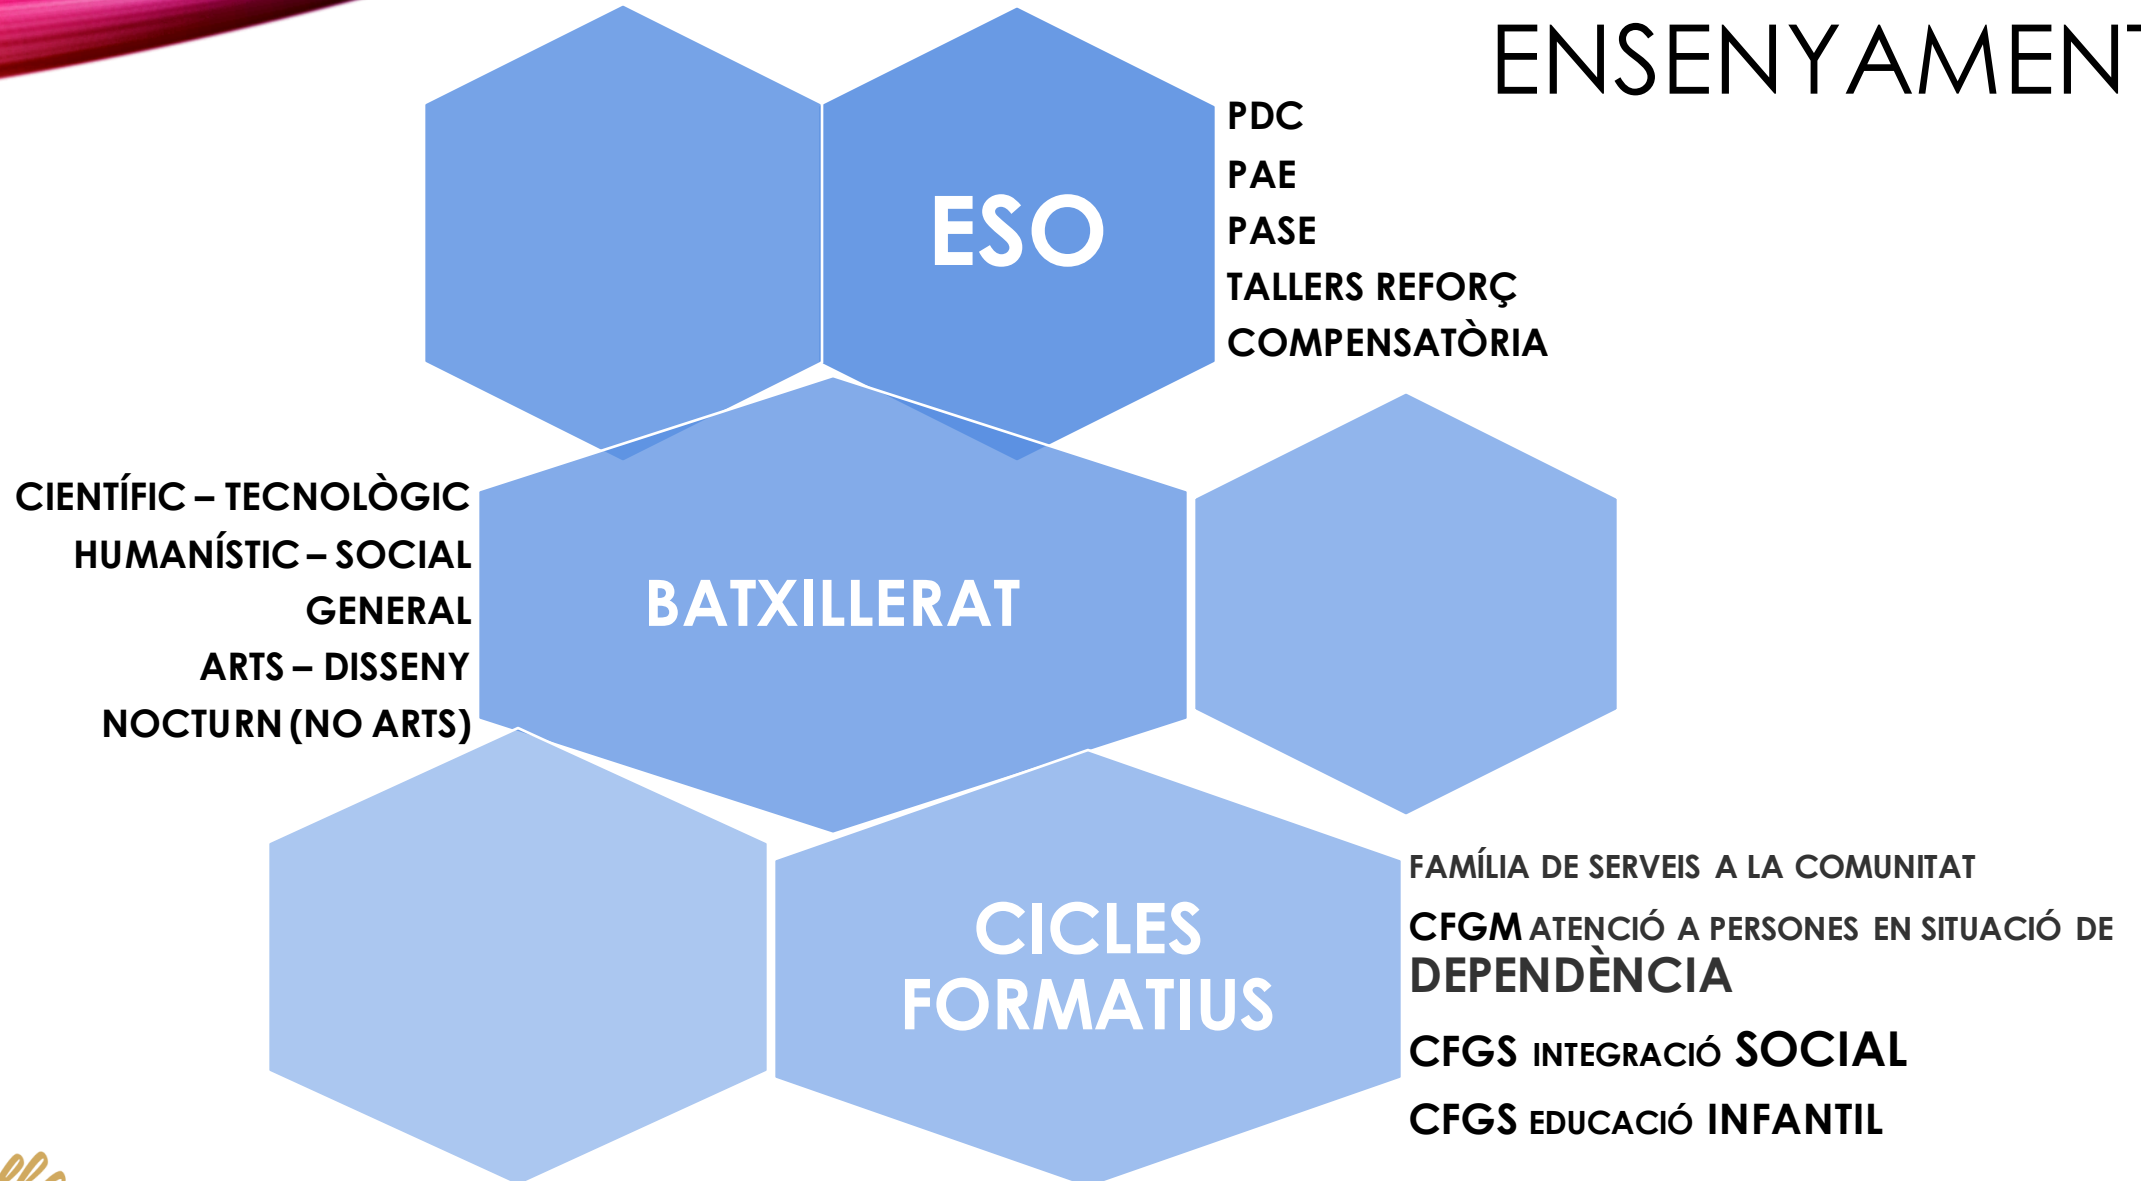 ENSENYAMENT
ESO
PDC
PAE
PASE
TALLERS REFORÇ
COMPENSATÒRIA
CIENTÍFIC – TECNOLÒGIC
HUMANÍSTIC – SOCIAL
GENERAL
ARTS – DISSENY
NOCTURN (NO ARTS)
BATXILLERAT
CICLES
FORMATIUS
FAMÍLIA DE SERVEIS A LA COMUNITAT
CFGM ATENCIÓ A PERSONES EN SITUACIÓ DE
DEPENDÈNCIA
CFGS INTEGRACIÓ SOCIAL
CFGS EDUCACIÓ INFANTIL